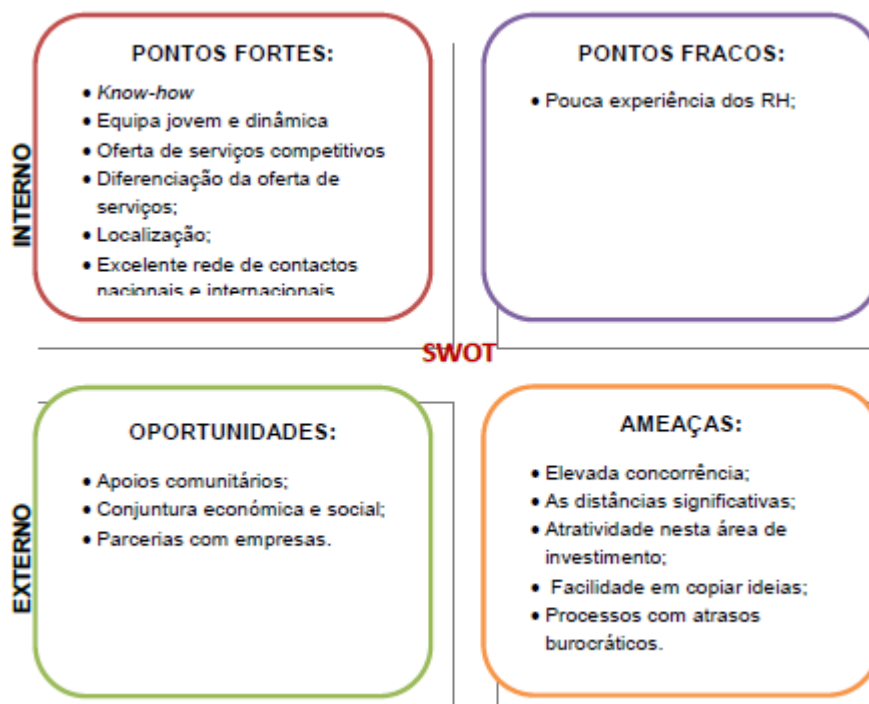 INTERNO
PONTOS FORTES:
• Know-how
• Equipa jovem e dinâmica
• Oferta de serviços competitivos
• Diferenciação da oferta de
serviços;
• Localização;
• Excelente rede de contactos
nacionais e internacionais
PONTOS FRACOS:
• Pouca experiência dos RH;
SWOT
EXTERNO
OPORTUNIDADES:
• Apoios comunitários;
• Conjuntura económica e social;
• Parcerias com empresas.
AMEAÇAS:
• Elevada concorrência;
• As distâncias significativas;
• Atratividade nesta área de
investimento;
• Facilidade em copiar ideias;
• Processos com atrasos
burocráticos.